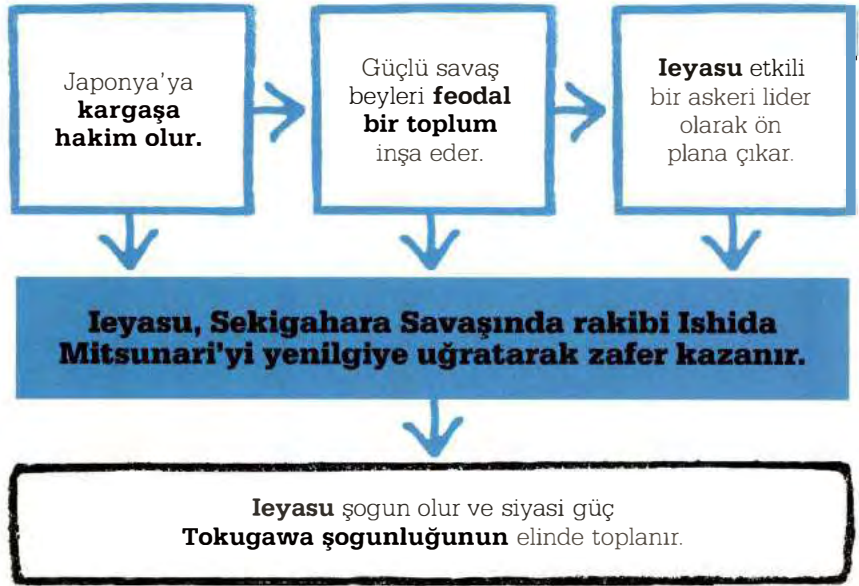 Japonya'ya
kargaşa
hakim olur.
Güçlü savaş
beyleri feodal
bir toplum
inşa eder.
Ieyasu etkili
bir askeri lider
olarak ön
plana çıkar.
Ieyasu, Sekigahara Savaşında rakibi Ishida
Mitsunari'yi yenilgiye uğratarak zafer kazanır.
Ieyasu şogun olur ve siyasi güç
Tokugawa şogunluğunun elinde toplanır.